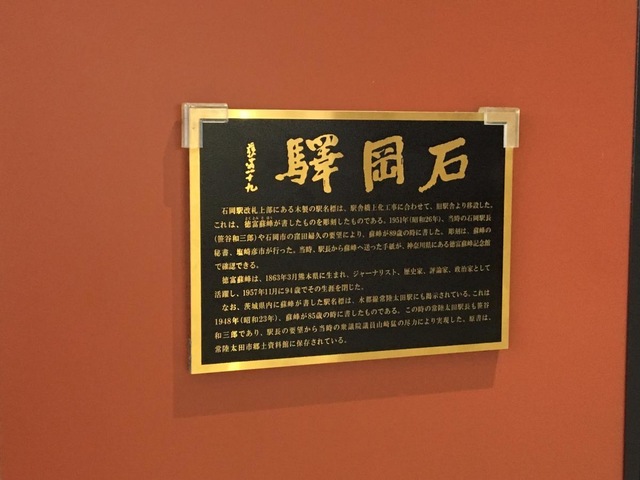 石岡驛
蘇峰八十九
石岡駅改札上部にある木製の駅名標は、駅舎橋上化工事に合わせて、旧駅舎より移設した。
これは、徳富蘇峰が書したものを彫刻したものである。1951年(昭和26年)、当時の石岡駅長
(笹谷和三郎)や石岡市の窪田婦久の要望により、蘇峰が89歳の時に書した。彫刻は、蘇峰の
秘書、塩崎彦市が行った。当時、駅長から蘇峰へ送った手紙が、神奈川県にある徳富蘇峰記念館
で確認できる。
徳富蘇峰は、1863年3月熊本県に生まれ、ジャーナリスト、歴史家、評論家、政治家として
活躍し、1957年11月に94歳でその生涯を閉じた。
なお、茨城県内に蘇峰が書した駅名標は、水郡線常陸太田駅にも掲示されている。これは
1948年(昭和23年)、蘇峰が85歳の時に書したものである。この時の常陸太田駅長も笹谷
和三郎であり、駅長の要望から当時の衆議院議員山崎猛の尽力により実現した。原書は、
常陸太田市郷土資料館に保存されている。